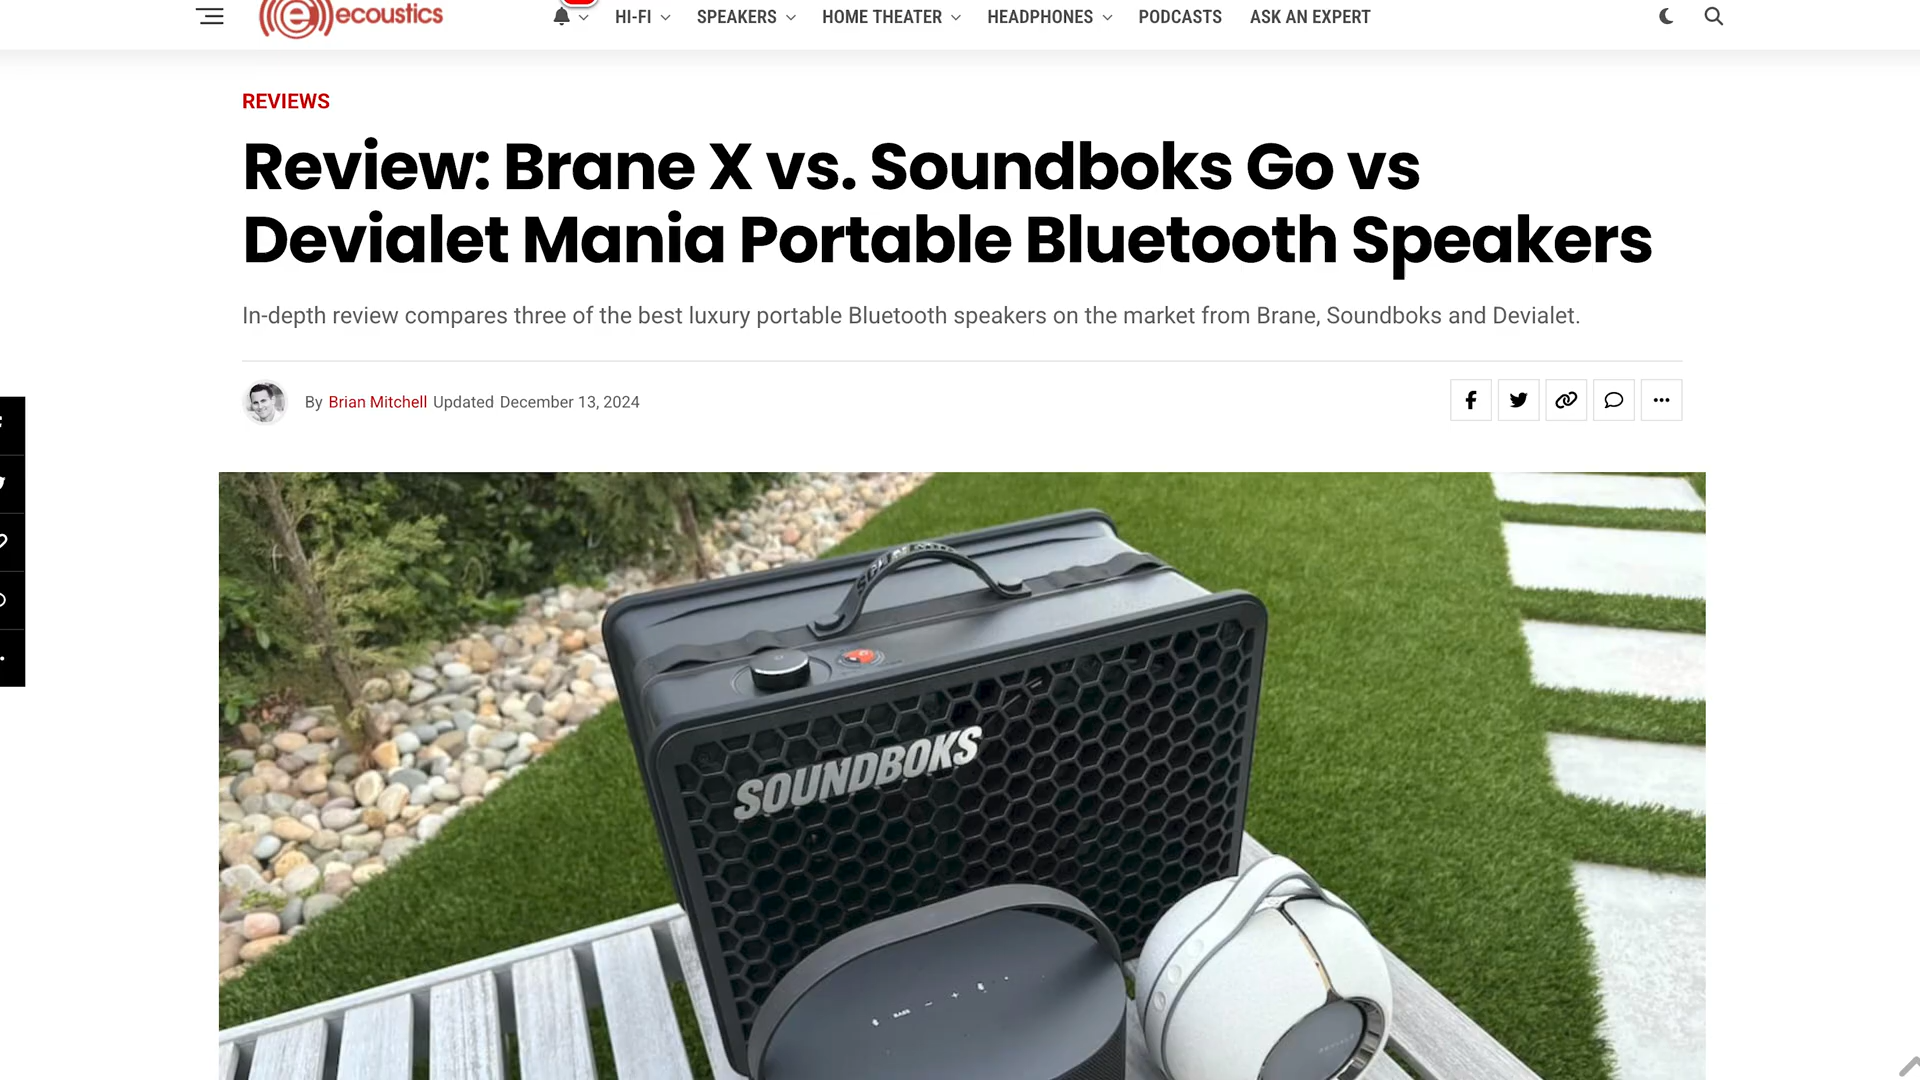 ecoustics
HI-FI
SPEAKERS
HOME THEATER
HEADPHONES
PODCASTS
ASK AN EXPERT
REVIEWS
Review: Brane X vs. Soundboks Go vs
Devialet Mania Portable Bluetooth Speakers
In-depth review compares three of the best luxury portable Bluetooth speakers on the market from Brane, Soundboks and Devialet.
By Brian Mitchell Updated December 13, 2024
SOUNDBOKS
BASS